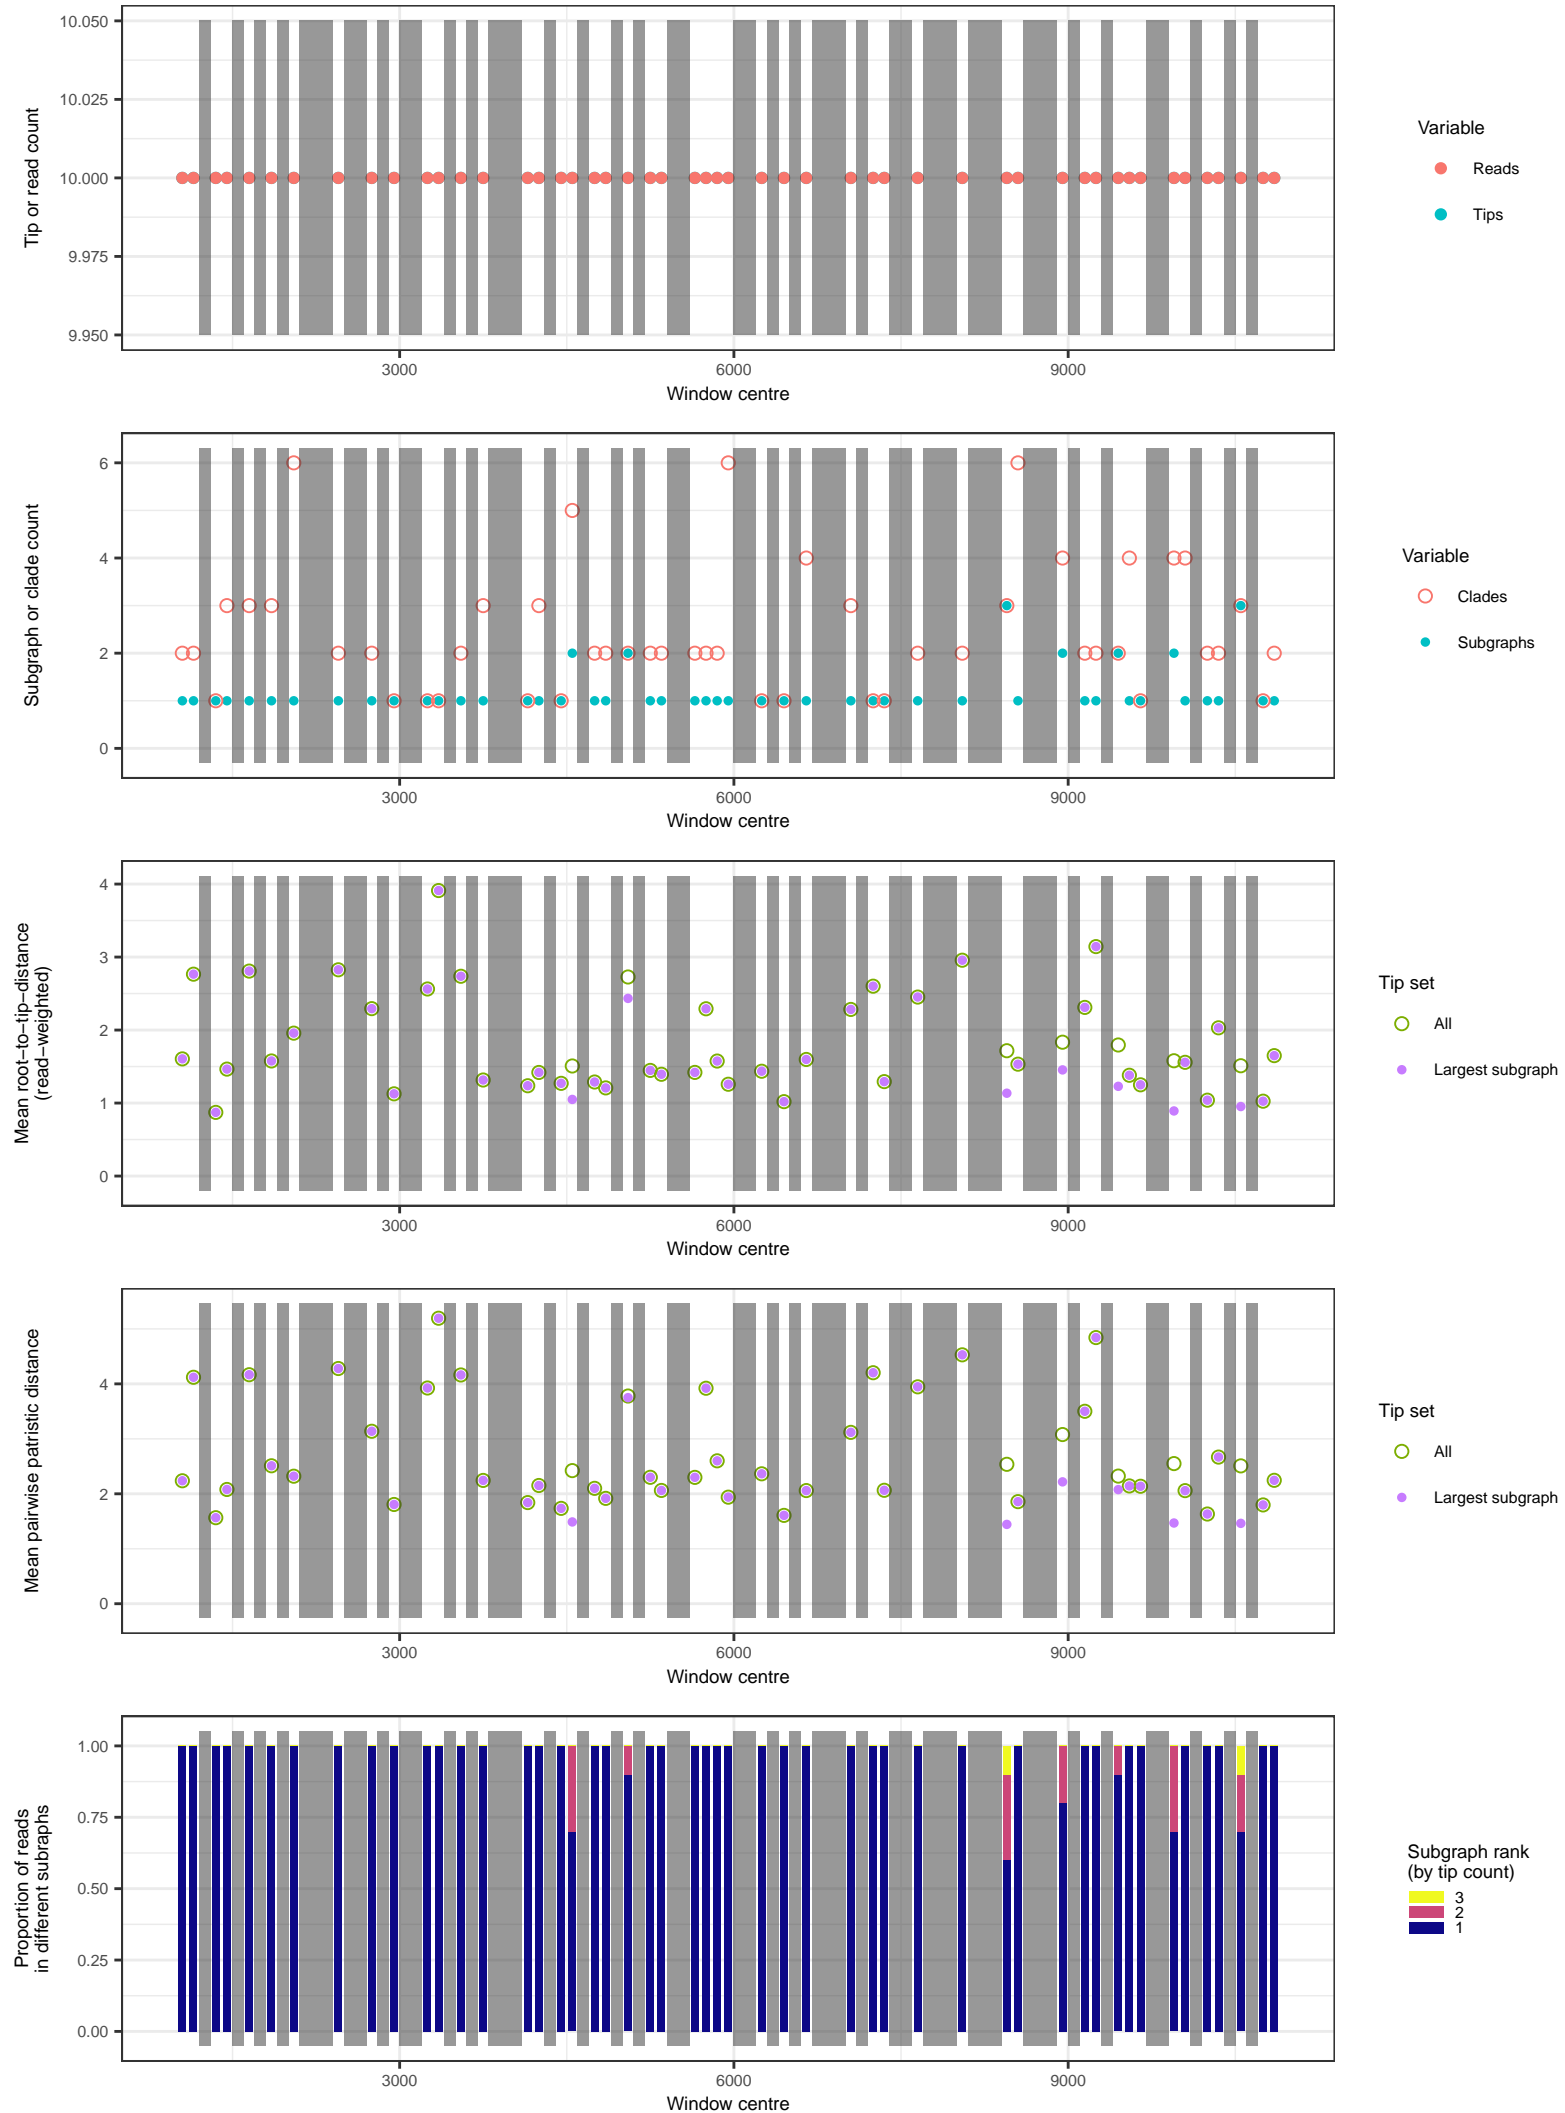 10.050
10.025
10.000
9.975
9.950
Tip or read count
3000
6000
9000
Window centre
Variable
Reads
Tips
6
4
2
0
Subgraph or clade count
3000
6000
9000
Window centre
Variable
Clades
Subgraphs
4
3
2
1
0
Mean root−to−tip−distance
(read−weighted)
3000
6000
9000
Window centre
Tip set
All
Largest subgraph
4
2
0
Mean pairwise patristic distance
3000
6000
9000
Window centre
Tip set
All
Largest subgraph
1.00
0.75
0.50
0.25
0.00
Proportion of reads
in different subraphs
3000
6000
9000
Window centre
Subgraph rank
(by tip count)
3
2
1